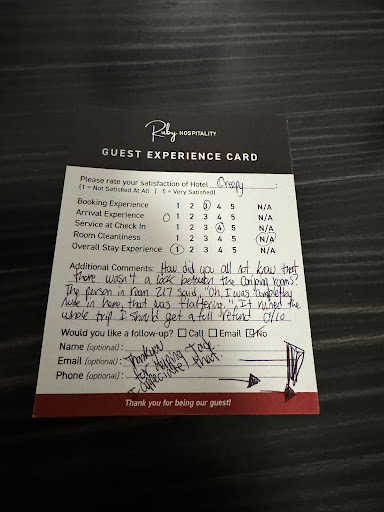 Ruby HOSPITALITY
GUEST EXPERIENCE CARD
Please rate your satisfaction of Hotel Creepy :
(1 = Not Satisfied At All | 5 = Very Satisfied)
Booking Experience 1 2 3 4 5 N/A
Arrival Experience 0 1 2 3 4 5 N/A
Service at Check In 1 2 3 4 5 N/A
Room Cleanliness 1 2 3 4 5 N/A
Overall Stay Experience 1 2 3 4 5 N/A
Additional Comments: How did you all not know that
there wasn't a lock between the conjoining rooms?
The person in room 217 said, "Oh, I was completely
nude in here, that was flattering." It ruined the
whole trip. I should get a full refund 0/10
Would you like a follow-up? Call Email No
Name (optional):
Email (optional):
Phone (optional):
Thank you
for
that.
I appreciate
Thank you for being our guest!